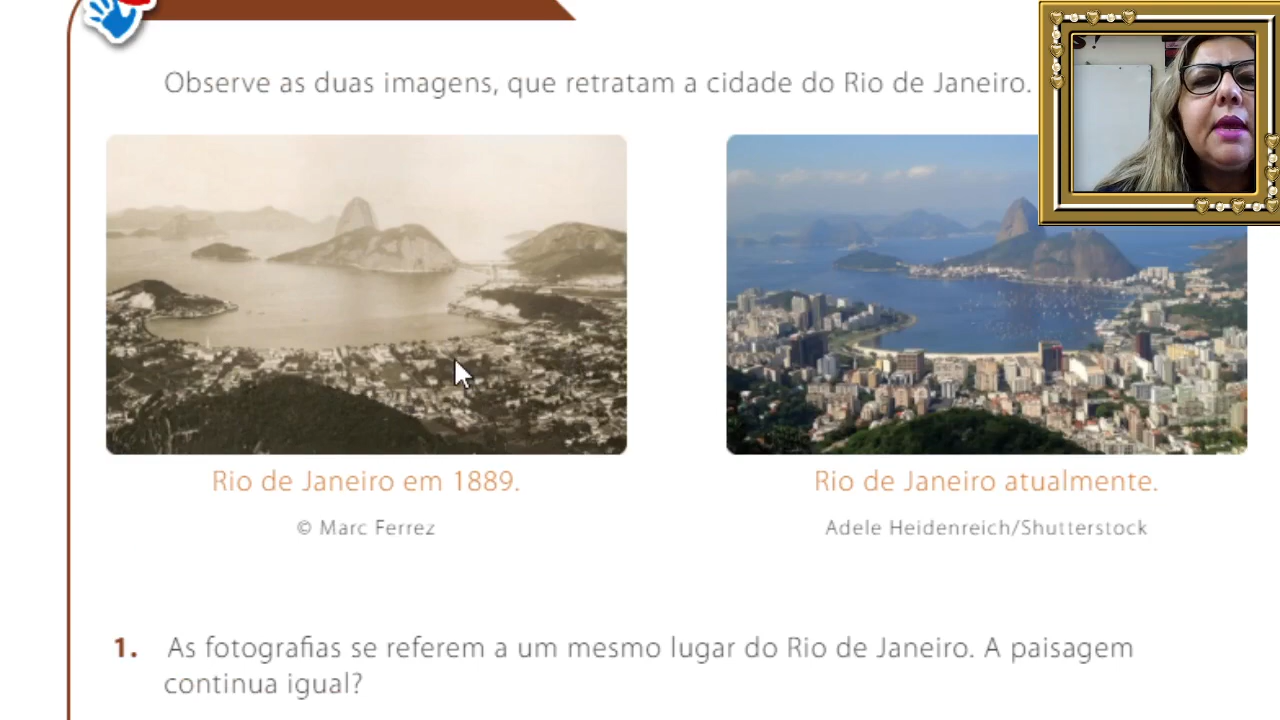 Observe as duas imagens, que retratam a cidade do Rio de Janeiro.
Rio de Janeiro em 1889.
© Marc Ferrez
Rio de Janeiro atualmente.
Adele Heidenreich/Shutterstock
1. As fotografias se referem a um mesmo lugar do Rio de Janeiro. A paisagem
continua igual?